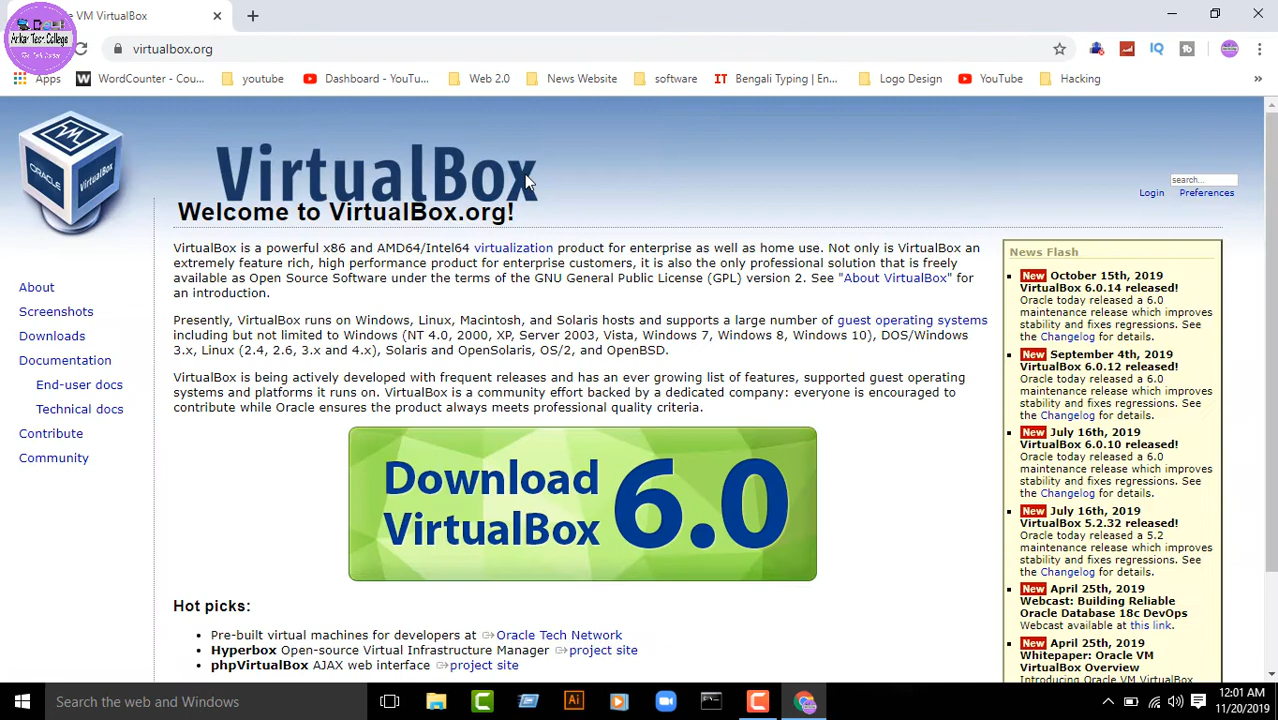 VM VirtualBox
Arkar Tech College
virtualbox.org
Apps
WordCounter - Cou...
youtube
Dashboard - YouTu...
Web 2.0
News Website
software
IT
Bengali Typing | En...
Logo Design
YouTube
Hacking
»
ORACLE
VirtualBox
VirtualBox
Welcome to VirtualBox.org!
search...
Login
Preferences
About
Screenshots
Downloads
Documentation
End-user docs
Technical docs
Contribute
Community
VirtualBox is a powerful x86 and AMD64/Intel64 virtualization product for enterprise as well as home use. Not only is VirtualBox an
extremely feature rich, high performance product for enterprise customers, it is also the only professional solution that is freely
available as Open Source Software under the terms of the GNU General Public License (GPL) version 2. See "About VirtualBox" for
an introduction.
Presently, VirtualBox runs on Windows, Linux, Macintosh, and Solaris hosts and supports a large number of guest operating systems
including but not limited to Windows (NT 4.0, 2000, XP, Server 2003, Vista, Windows 7, Windows 8, Windows 10), DOS/Windows
3.x, Linux (2.4, 2.6, 3.x and 4.x), Solaris and OpenSolaris, OS/2, and OpenBSD.
VirtualBox is being actively developed with frequent releases and has an ever growing list of features, supported guest operating
systems and platforms it runs on. VirtualBox is a community effort backed by a dedicated company: everyone is encouraged to
contribute while Oracle ensures the product always meets professional quality criteria.
Download
VirtualBox
6.0
Hot picks:
Pre-built virtual machines for developers at Oracle Tech Network
Hyperbox Open-source Virtual Infrastructure Manager project site
phpVirtualBox AJAX web interface project site
News Flash
New October 15th, 2019
VirtualBox 6.0.14 released!
Oracle today released a 6.0
maintenance release which improves
stability and fixes regressions. See
the Changelog for details.
New September 4th, 2019
VirtualBox 6.0.12 released!
Oracle today released a 6.0
maintenance release which improves
stability and fixes regressions. See
the Changelog for details.
New July 16th, 2019
VirtualBox 6.0.10 released!
Oracle today released a 6.0
maintenance release which improves
stability and fixes regressions. See
the Changelog for details.
New July 16th, 2019
VirtualBox 5.2.32 released!
Oracle today released a 5.2
maintenance release which improves
stability and fixes regressions. See
the Changelog for details.
New April 25th, 2019
Webcast: Building Reliable
Oracle Database 18c DevOps
Webcast available at this link.
New April 25th, 2019
Whitepaper: Oracle VM
VirtualBox Overview
Introducing Oracle VM VirtualBox
Search the web and Windows
12:01 AM
11/20/2019